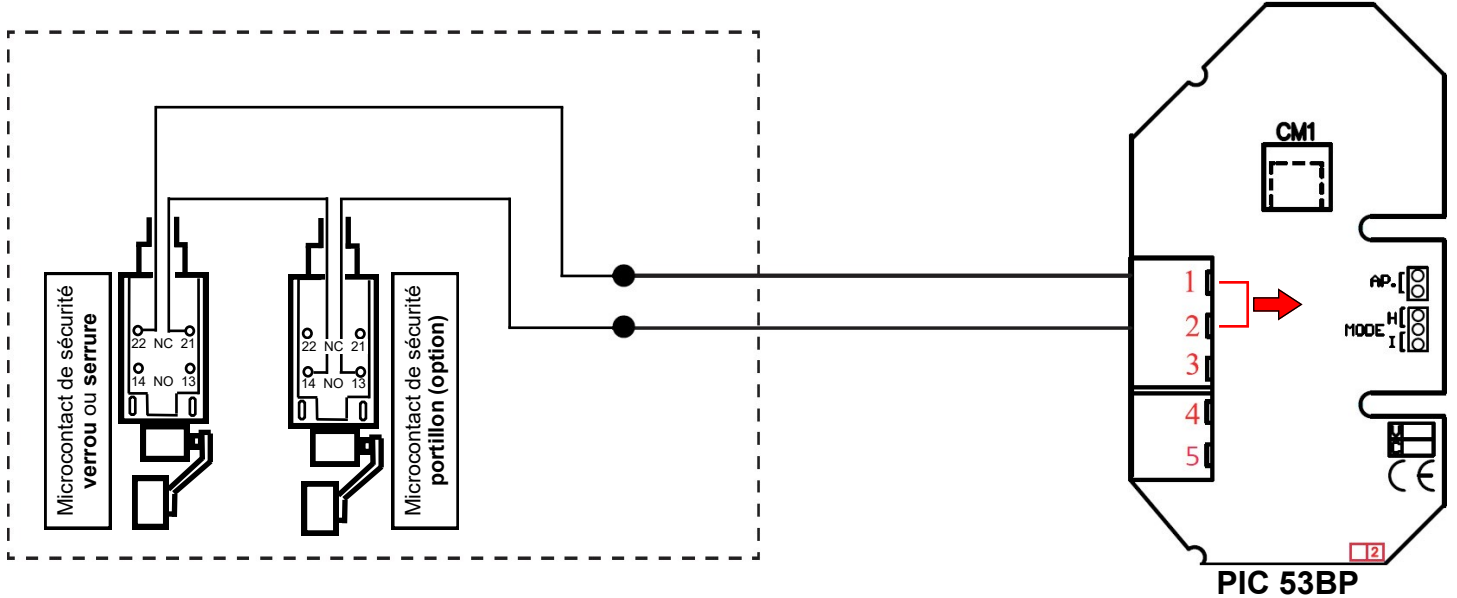 Microcontact de sécurité
verrou ou serrure
22 NC 21
14 NO 13
22 NC 21
14 NO 13
Microcontact de sécurité
portillon (option)
CM1
1
2
3
4
5
AP.
MODE
H
I
CE
2
PIC 53BP